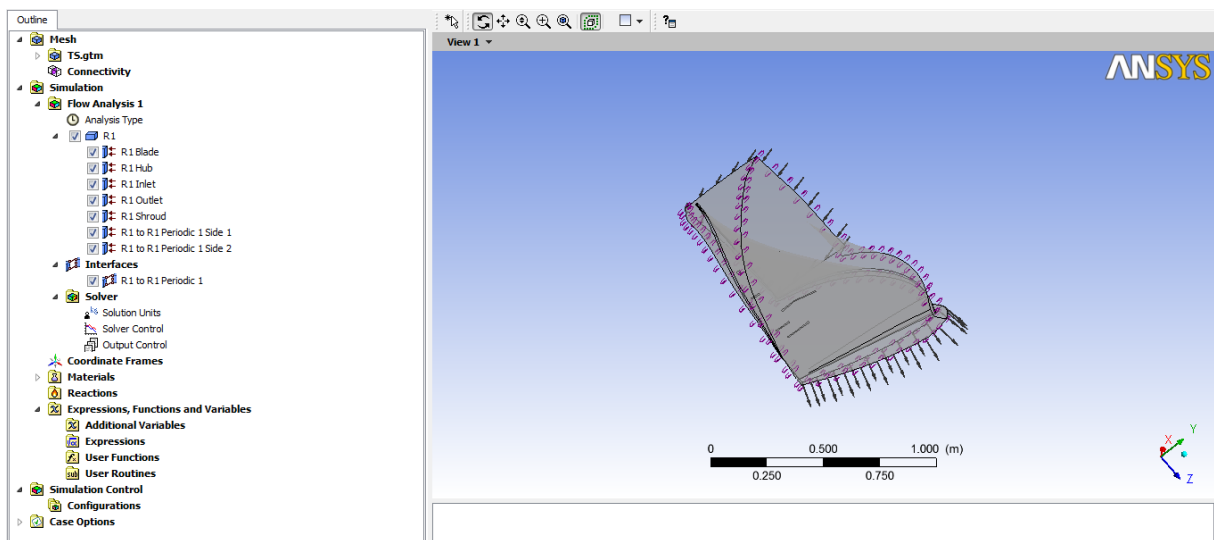 Outline
Mesh
TS.gtm
Connectivity
Simulation
Flow Analysis 1
Analysis Type
R1
R1 Blade
R1 Hub
R1 Inlet
R1 Outlet
R1 Shroud
R1 to R1 Periodic 1 Side 1
R1 to R1 Periodic 1 Side 2
Interfaces
R1 to R1 Periodic 1
Solver
Solution Units
Solver Control
Output Control
Coordinate Frames
Materials
Reactions
Expressions, Functions and Variables
Additional Variables
Expressions
User Functions
User Routines
Simulation Control
Configurations
Case Options
View 1
ANSYS
0 0.500 1.000 (m)
0.250 0.750
X Y
Z